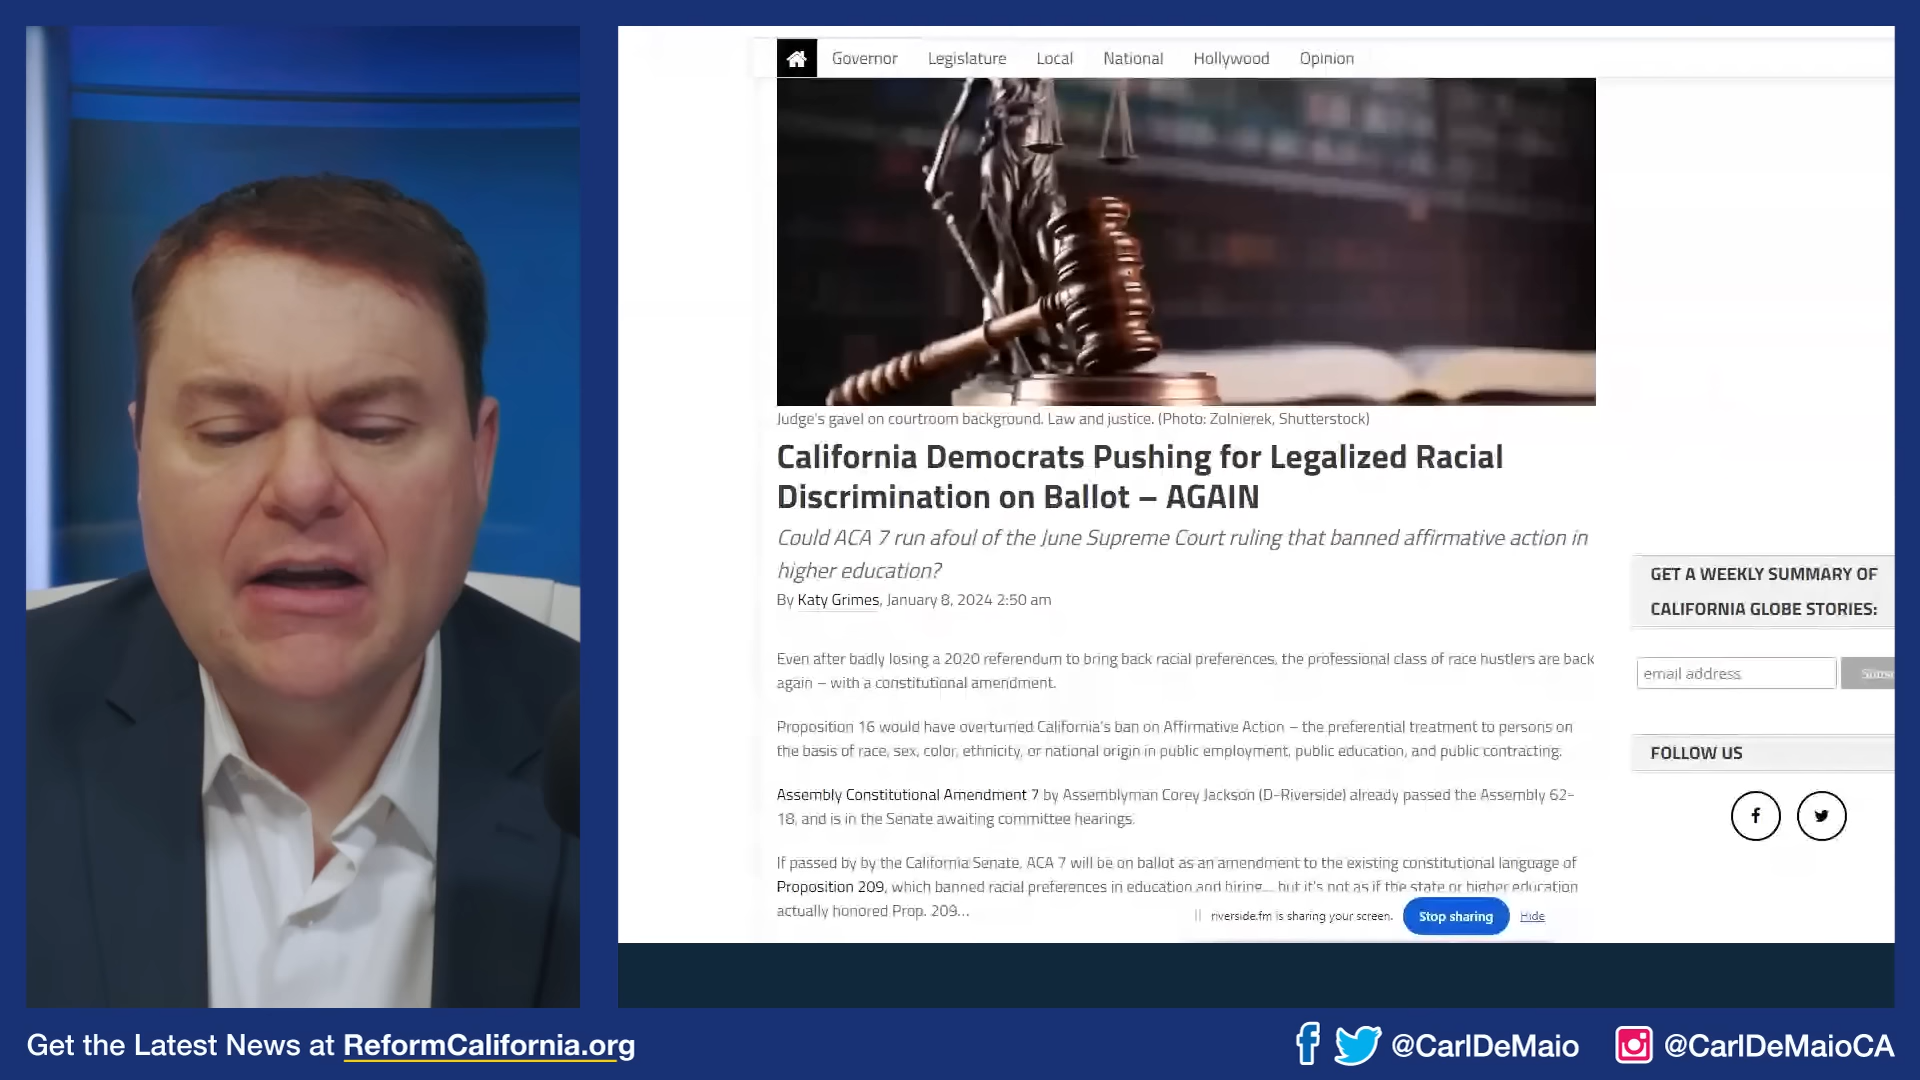 Governor Legislature Local National Hollywood Opinion
Judge's gavel on courtroom background. Law and justice. (Photo: Zolnierek, Shutterstock)
California Democrats Pushing for Legalized Racial
Discrimination on Ballot – AGAIN
Could ACA 7 run afoul of the June Supreme Court ruling that banned affirmative action in
higher education?
By Katy Grimes, January 8, 2024 2:50 am
Even after badly losing a 2020 referendum to bring back racial preferences, the professional class of race hustlers are back
again – with a constitutional amendment.
Proposition 16 would have overturned California's ban on Affirmative Action – the preferential treatment to persons on
the basis of race, sex, color, ethnicity, or national origin in public employment, public education, and public contracting.
Assembly Constitutional Amendment 7 by Assemblyman Corey Jackson (D-Riverside) already passed the Assembly 62-
18, and is in the Senate awaiting committee hearings.
If passed by by the California Senate, ACA 7 will be on ballot as an amendment to the existing constitutional language of
Proposition 209, which banned racial preferences in education and hiring... but it's not as if the state or higher education
actually honored Prop. 209...
riverside.fm is sharing your screen. Stop sharing Hide
GET A WEEKLY SUMMARY OF
CALIFORNIA GLOBE STORIES:
email address
FOLLOW US
Get the Latest News at ReformCalifornia.org
@CarlDeMaio
@CarlDeMaioCA